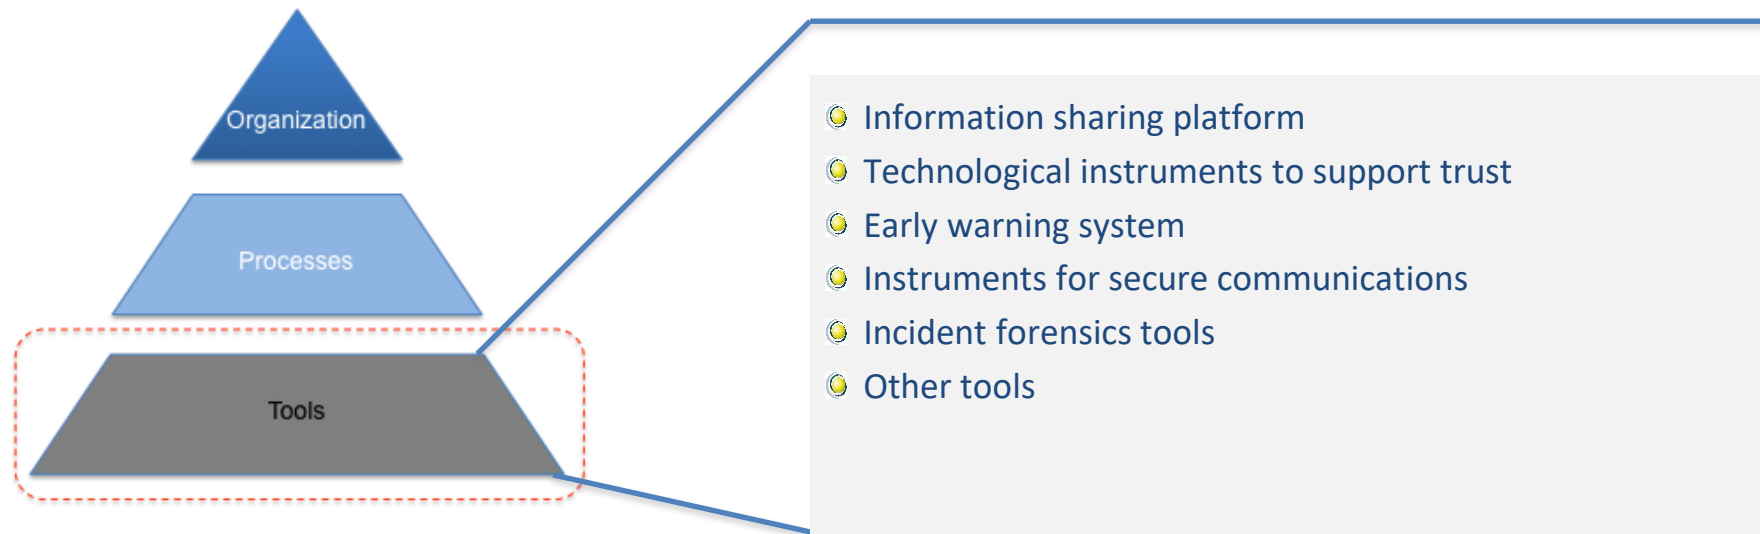 Organization
Processes
Tools
Information sharing platform
Technological instruments to support trust
Early warning system
Instruments for secure communications
Incident forensics tools
Other tools